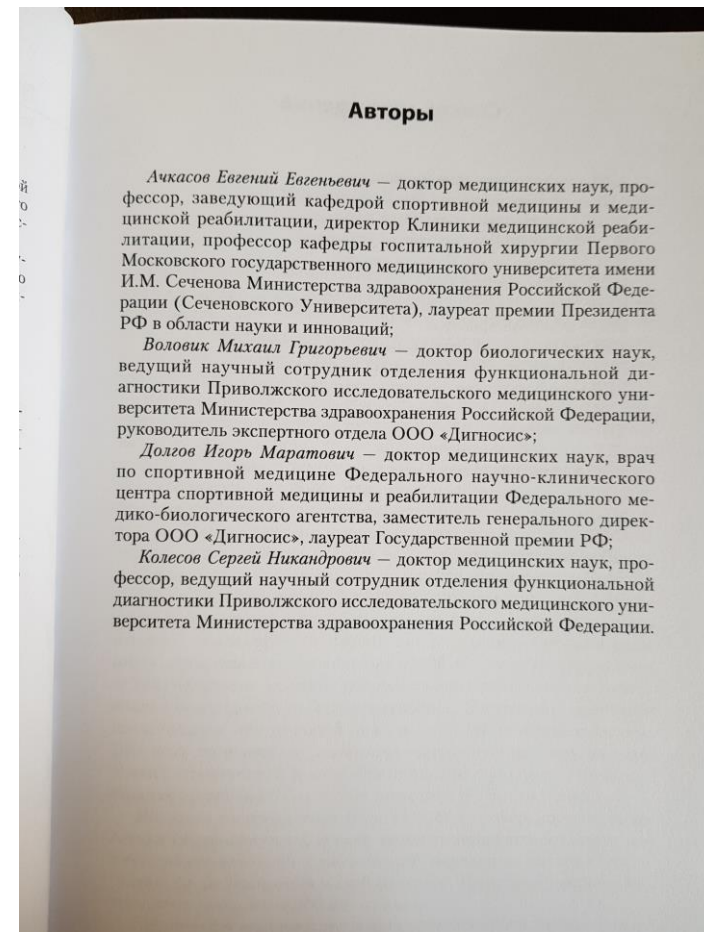 Авторы
Ачкасов Евгений Евгеньевич — доктор медицинских наук, про-
фессор, заведующий кафедрой спортивной медицины и меди-
цинской реабилитации, директор Клиники медицинской реаби-
литации, профессор кафедры госпитальной хирургии Первого
Московского государственного медицинского университета имени
И.М. Сеченова Министерства здравоохранения Российской Феде-
рации (Сеченовского Университета), лауреат премии Президента
РФ в области науки и инноваций;
Воловик Михаил Григорьевич — доктор биологических наук,
ведущий научный сотрудник отделения функциональной ди-
агностики Приволжского исследовательского медицинского уни-
верситета Министерства здравоохранения Российской Федерации,
руководитель экспертного отдела ООО «Дигносис»;
Долгов Игорь Маратович — доктор медицинских наук, врач
по спортивной медицине Федерального научно-клинического
центра спортивной медицины и реабилитации Федерального ме-
дико-биологического агентства, заместитель генерального дирек-
тора ООО «Дигносис», лауреат Государственной премии РФ;
Колесов Сергей Никандрович — доктор медицинских наук, про-
фессор, ведущий научный сотрудник отделения функциональной
диагностики Приволжского исследовательского медицинского уни-
верситета Министерства здравоохранения Российской Федерации.